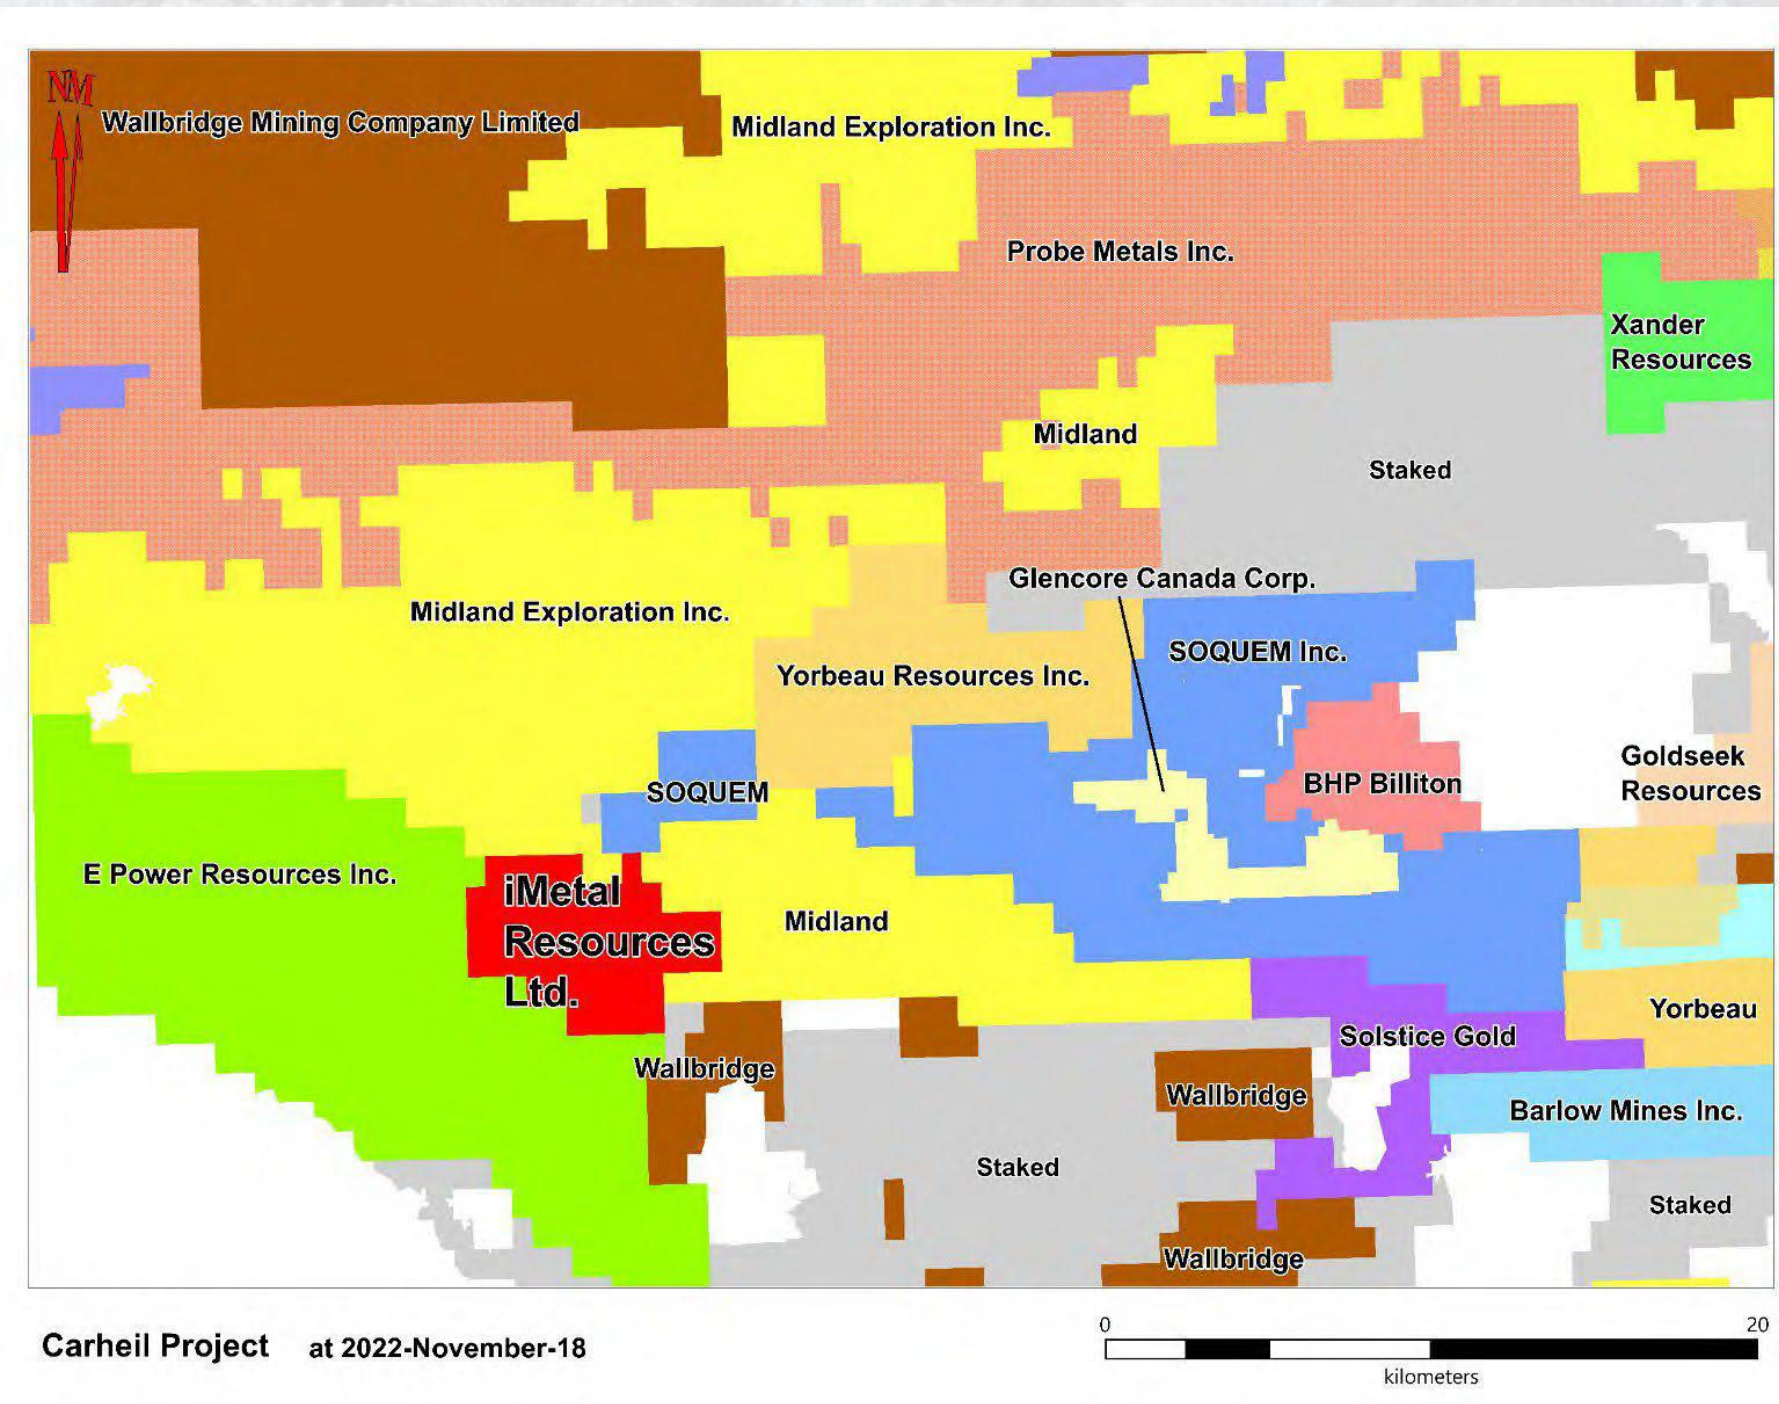 NM
Wallbridge Mining Company Limited
Midland Exploration Inc.
Probe Metals Inc.
Xander
Resources
Midland
Staked
Glencore Canada Corp.
Midland Exploration Inc.
SOQUEM Inc.
Yorbeau Resources Inc.
Goldseek
Resources
SOQUEM
BHP Billiton
E Power Resources Inc.
iMetal
Resources
Ltd.
Midland
Yorbeau
Solstice Gold
Wallbridge
Wallbridge
Barlow Mines Inc.
Staked
Staked
Wallbridge
Carheil Project at 2022-November-18
0 20
kilometers